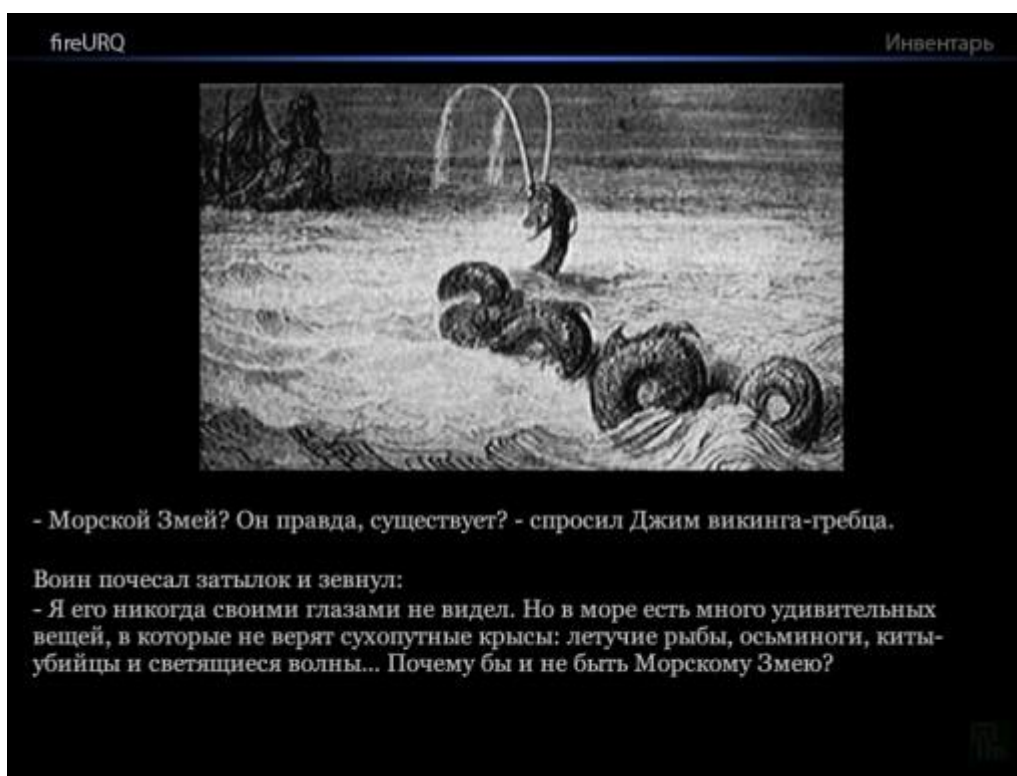 fireURQ
Инвентарь
- Морской Змей? Он правда, существует? - спросил Джим викинга-гребца.
Воин почесал затылок и зевнул:
- Я его никогда своими глазами не видел. Но в море есть много удивительных
вещей, в которые не верят сухопутные крысы: летучие рыбы, осьминоги, киты-
убийцы и светящиеся волны... Почему бы и не быть Морскому Змею?